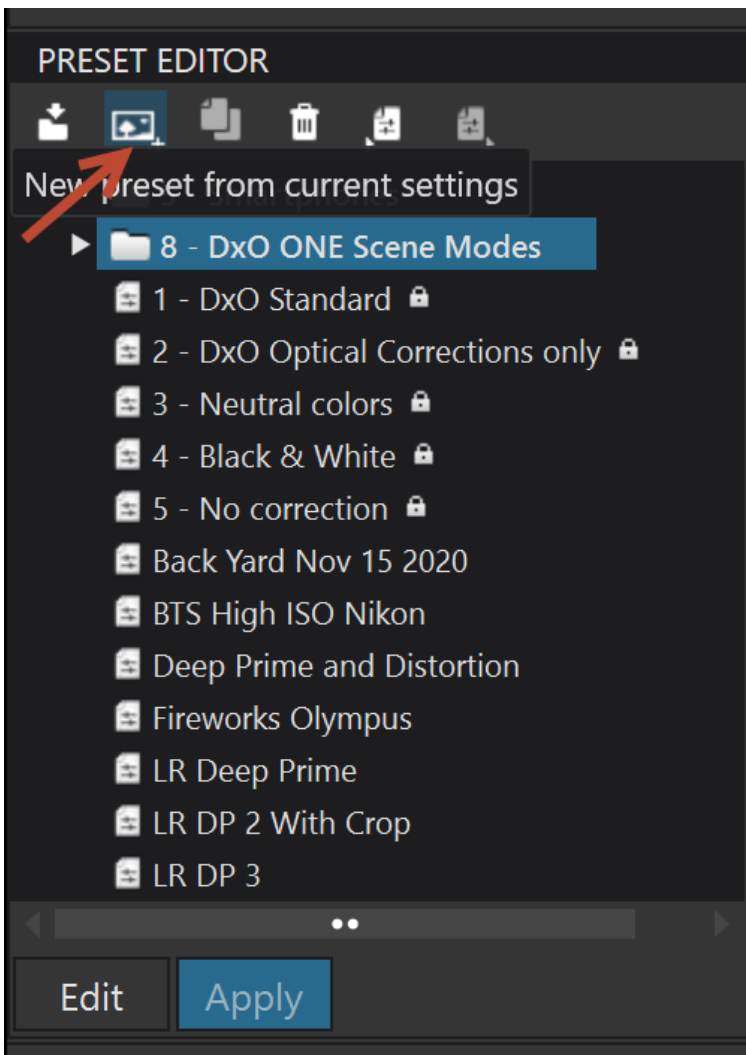 PRESET EDITOR
New preset from current settings
8 - DxO ONE Scene Modes
1 - DxO Standard
2 - DxO Optical Corrections only
3 - Neutral colors
4 - Black & White
5 - No correction
Back Yard Nov 15 2020
BTS High ISO Nikon
Deep Prime and Distortion
Fireworks Olympus
LR Deep Prime
LR DP 2 With Crop
LR DP 3
Edit
Apply